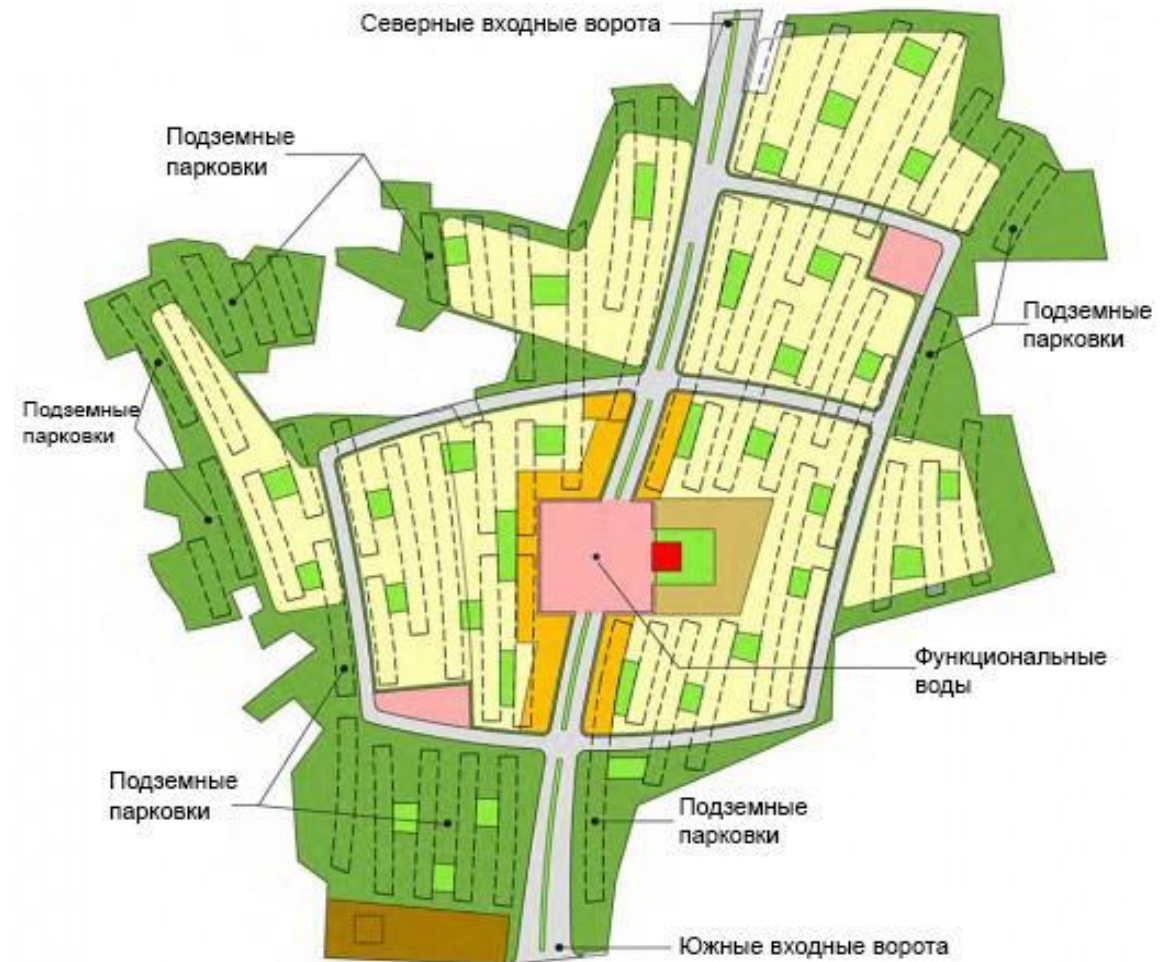 Северные входные ворота
Подземные
парковки
Подземные
парковки
Подземные
парковки
Функциональные
воды
Подземные
парковки
Подземные
парковки
Южные входные ворота